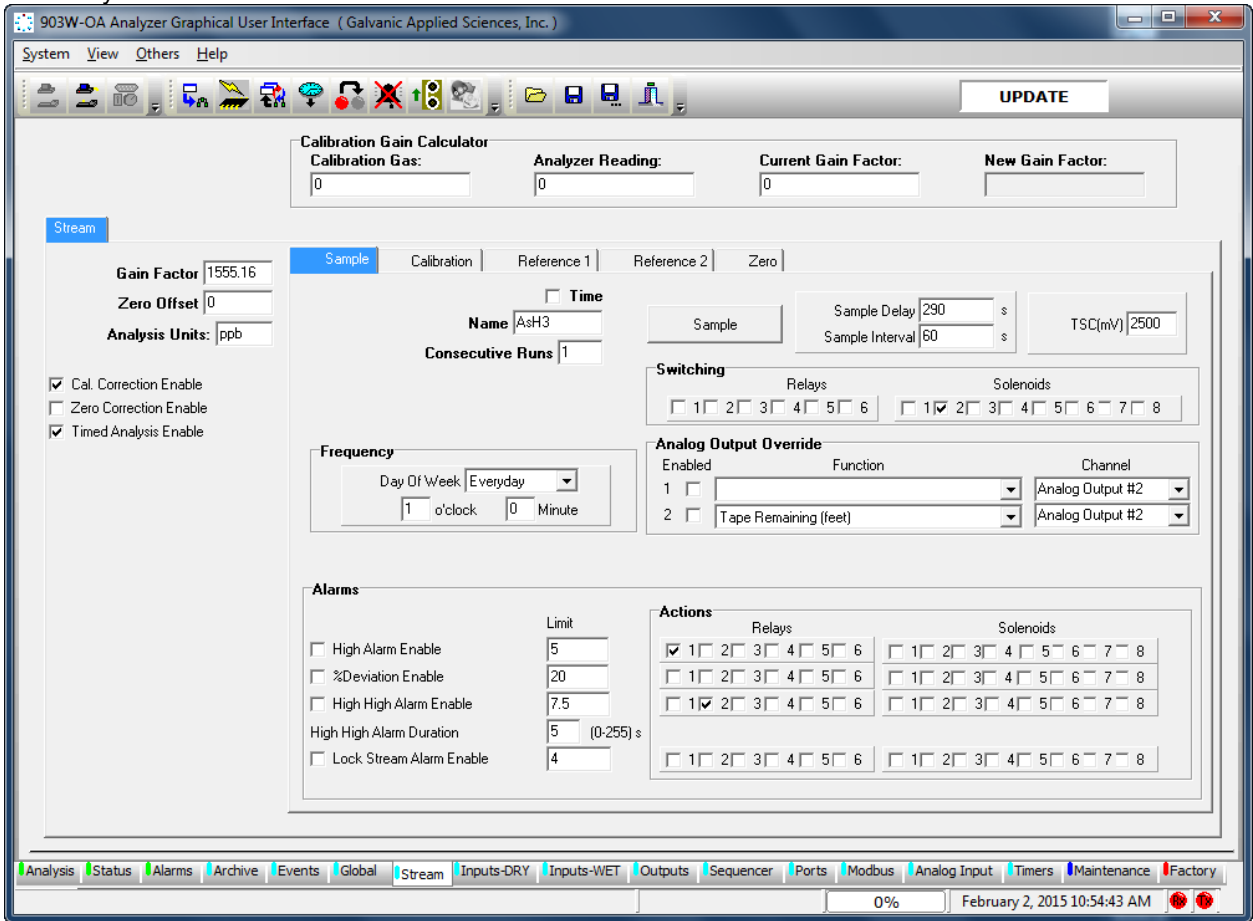 903W-OA Analyzer Graphical User Interface ( Galvanic Applied Sciences, Inc. )
System View Others Help
UPDATE
Calibration Gain Calculator
Calibration Gas: Analyzer Reading: Current Gain Factor: New Gain Factor:
0 0 0
Stream
Sample Calibration Reference 1 Reference 2 Zero
Gain Factor 1555.16
Zero Offset 0
Analysis Units: ppb
Cal. Correction Enable
Zero Correction Enable
Timed Analysis Enable
Time
Name AsH3
Consecutive Runs 1
Sample
Sample Delay 290 s
Sample Interval 60 s
TSC(mV) 2500
Switching
Relays Solenoids
1 2 3 4 5 6 1 2 3 4 5 6 7 8
Frequency
Day Of Week Everyday
1 o'clock 0 Minute
Analog Output Override
Enabled Function Channel
1 Analog Output #2
2 Tape Remaining (feet) Analog Output #2
Alarms
Limit
Actions
Relays Solenoids
High Alarm Enable 5 1 2 3 4 5 6 1 2 3 4 5 6 7 8
%Deviation Enable 20 1 2 3 4 5 6 1 2 3 4 5 6 7 8
High High Alarm Enable 7.5 1 2 3 4 5 6 1 2 3 4 5 6 7 8
High High Alarm Duration 5 (0-255) s
Lock Stream Alarm Enable 4 1 2 3 4 5 6 1 2 3 4 5 6 7 8
Analysis Status Alarms Archive Events Global Stream Inputs-DRY Inputs-WET Outputs Sequencer Ports Modbus Analog Input Timers Maintenance Factory
0% February 2, 2015 10:54:43 AM Rx Tx